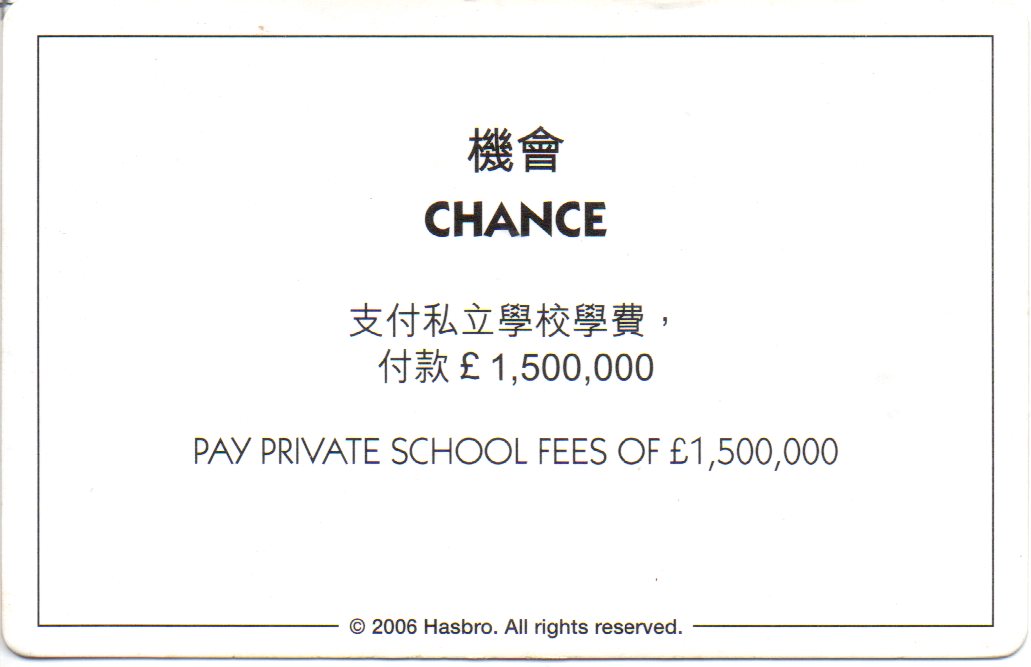 機會
CHANCE
支付私立學校學費，
付款 £ 1,500,000
PAY PRIVATE SCHOOL FEES OF £1,500,000
© 2006 Hasbro. All rights reserved.